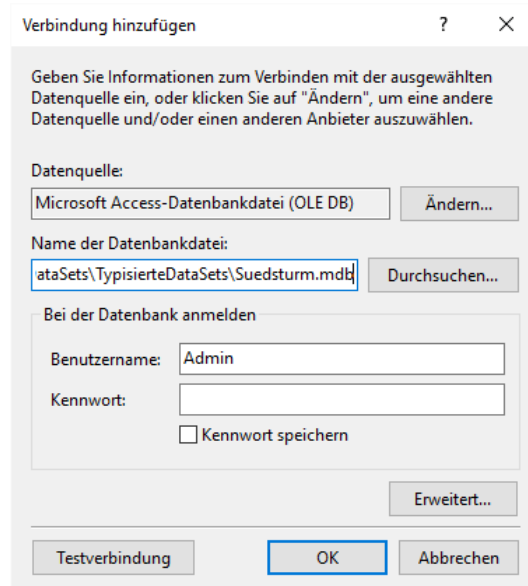 Verbindung hinzufügen ? ×
Geben Sie Informationen zum Verbinden mit der ausgewählten
Datenquelle ein, oder klicken Sie auf "Ändern", um eine andere
Datenquelle und/oder einen anderen Anbieter auszuwählen.
Datenquelle:
Microsoft Access-Datenbankdatei (OLE DB) Ändern...
Name der Datenbankdatei:
ataSets\TypisierteDataSets\Suedsturm.mdb Durchsuchen...
Bei der Datenbank anmelden
Benutzername: Admin
Kennwort:
Kennwort speichern
Erweitert...
Testverbindung OK Abbrechen